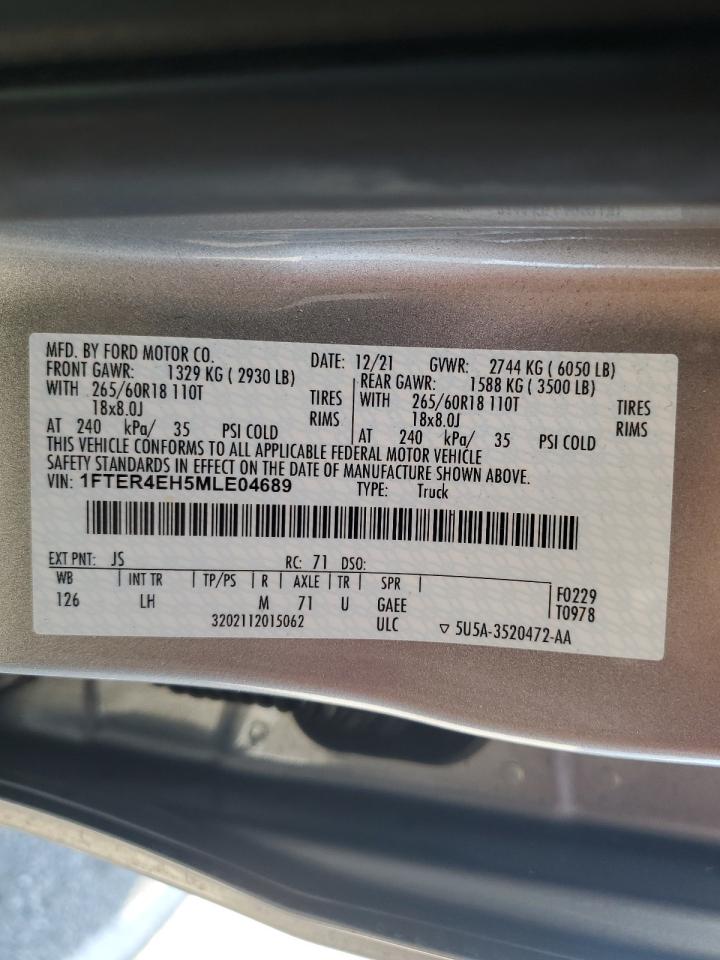 MFD. BY FORD MOTOR CO. DATE: 12/21 GVWR: 2744 KG ( 6050 LB)
FRONT GAWR: 1329 KG ( 2930 LB) REAR GAWR: 1588 KG ( 3500 LB)
WITH 265/60R18 110T TIRES WITH 265/60R18 110T TIRES
18x8.0J RIMS 18x8.0J RIMS
AT 240 kPa/ 35 PSI COLD AT 240 kPa/ 35 PSI COLD
THIS VEHICLE CONFORMS TO ALL APPLICABLE FEDERAL MOTOR VEHICLE
SAFETY STANDARDS IN EFFECT ON THE DATE OF MANUFACTURE SHOWN ABOVE.
VIN: 1FTER4EH5MLE04689 TYPE: Truck
EXT PNT: JS RC: 71 DSO:
WB | INT TR | TP/PS | R | AXLE | TR | SPR | F0229
126 LH M 71 U GAEE T0978
3202112015062 ULC ▽ 5U5A-3520472-AA